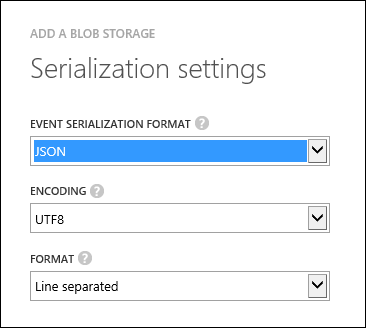 ADD A BLOB STORAGE
Serialization settings
EVENT SERIALIZATION FORMAT ?
JSON
ENCODING ?
UTF8
FORMAT ?
Line separated